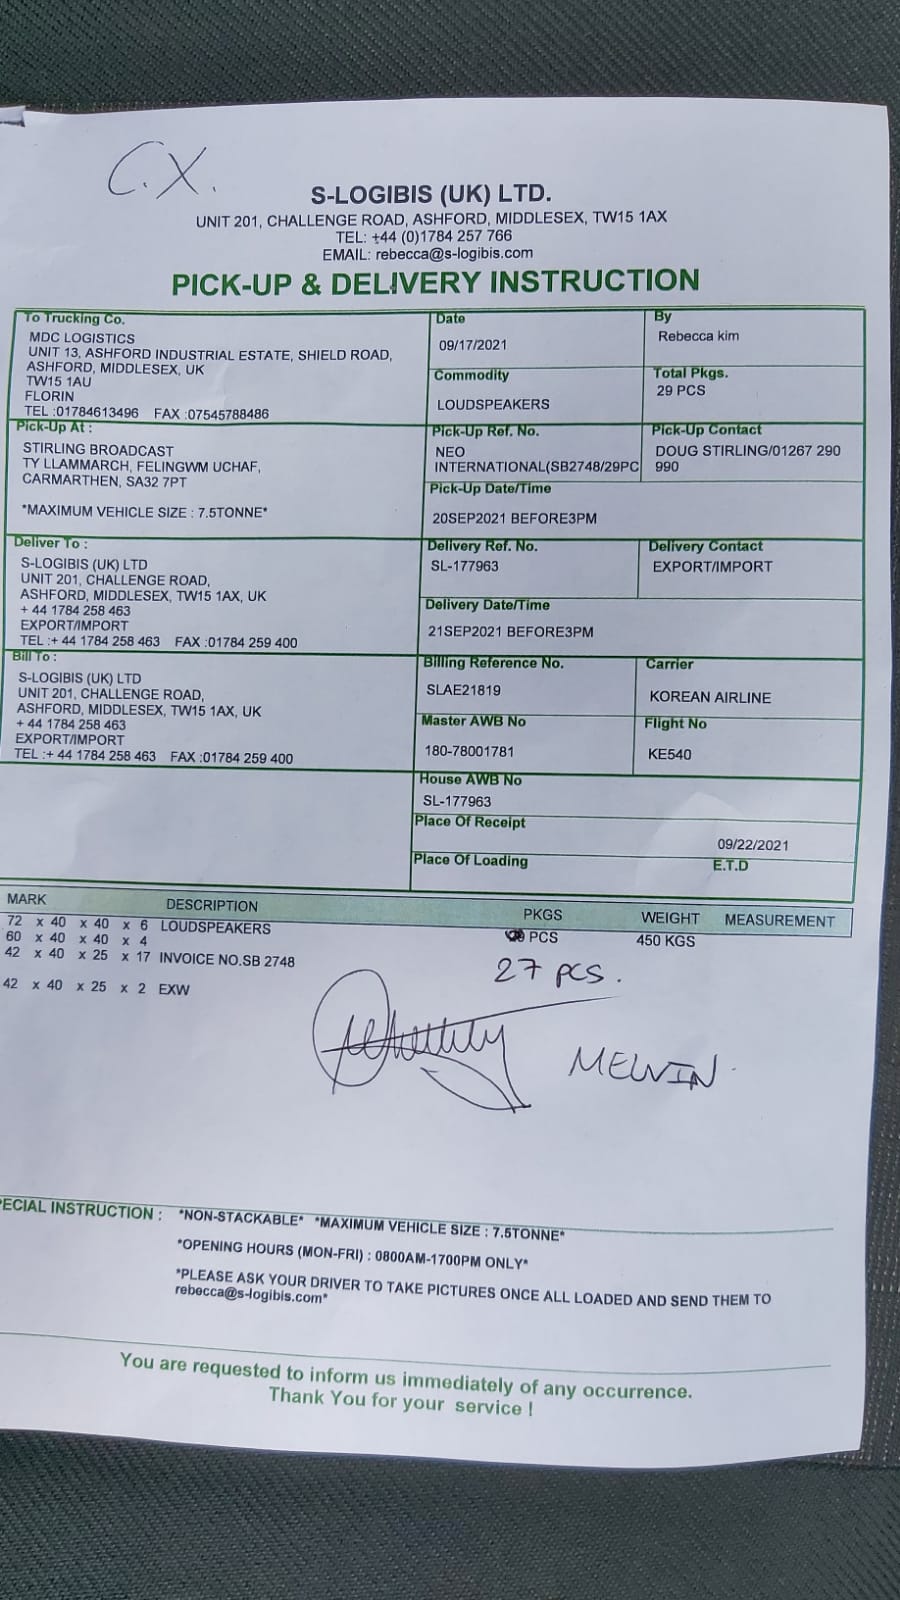 C.X.
S-LOGIBIS (UK) LTD.
UNIT 201, CHALLENGE ROAD, ASHFORD, MIDDLESEX, TW15 1AX
TEL: +44 (0)1784 257 766
EMAIL: rebecca@s-logibis.com
PICK-UP & DELIVERY INSTRUCTION
To Trucking Co.
MDC LOGISTICS
UNIT 13, ASHFORD INDUSTRIAL ESTATE, SHIELD ROAD,
ASHFORD, MIDDLESEX, UK
TW15 1AU
FLORIN
TEL :01784613496 FAX :07545788486
Date
09/17/2021
By
Rebecca kim
Commodity
LOUDSPEAKERS
Total Pkgs.
29 PCS
Pick-Up At :
STIRLING BROADCAST
TY LLAMMARCH, FELINGWM UCHAF,
CARMARTHEN, SA32 7PT
*MAXIMUM VEHICLE SIZE : 7.5TONNE*
Pick-Up Ref. No.
NEO
INTERNATIONAL(SB2748/29PC
Pick-Up Contact
DOUG STIRLING/01267 290
990
Pick-Up Date/Time
20SEP2021 BEFORE3PM
Deliver To :
S-LOGIBIS (UK) LTD
UNIT 201, CHALLENGE ROAD,
ASHFORD, MIDDLESEX, TW15 1AX, UK
+ 44 1784 258 463
EXPORT/IMPORT
TEL :+ 44 1784 258 463 FAX :01784 259 400
Delivery Ref. No.
SL-177963
Delivery Contact
EXPORT/IMPORT
Delivery Date/Time
21SEP2021 BEFORE3PM
Bill To :
S-LOGIBIS (UK) LTD
UNIT 201, CHALLENGE ROAD,
ASHFORD, MIDDLESEX, TW15 1AX, UK
+ 44 1784 258 463
EXPORT/IMPORT
TEL :+ 44 1784 258 463 FAX :01784 259 400
Billing Reference No.
SLAE21819
Carrier
KOREAN AIRLINE
Master AWB No
180-78001781
Flight No
KE540
House AWB No
SL-177963
Place Of Receipt
09/22/2021
Place Of Loading E.T.D
MARK DESCRIPTION PKGS WEIGHT MEASUREMENT
72 x 40 x 40 x 6 LOUDSPEAKERS PCS 450 KGS
60 x 40 x 40 x 4
42 x 40 x 25 x 17 INVOICE NO.SB 2748
27 PCS.
42 x 40 x 25 x 2 EXW
MELVIN
PECIAL INSTRUCTION : *NON-STACKABLE* *MAXIMUM VEHICLE SIZE : 7.5TONNE*
*OPENING HOURS (MON-FRI) : 0800AM-1700PM ONLY*
*PLEASE ASK YOUR DRIVER TO TAKE PICTURES ONCE ALL LOADED AND SEND THEM TO
rebecca@s-logibis.com*
You are requested to inform us immediately of any occurrence.
Thank You for your service !